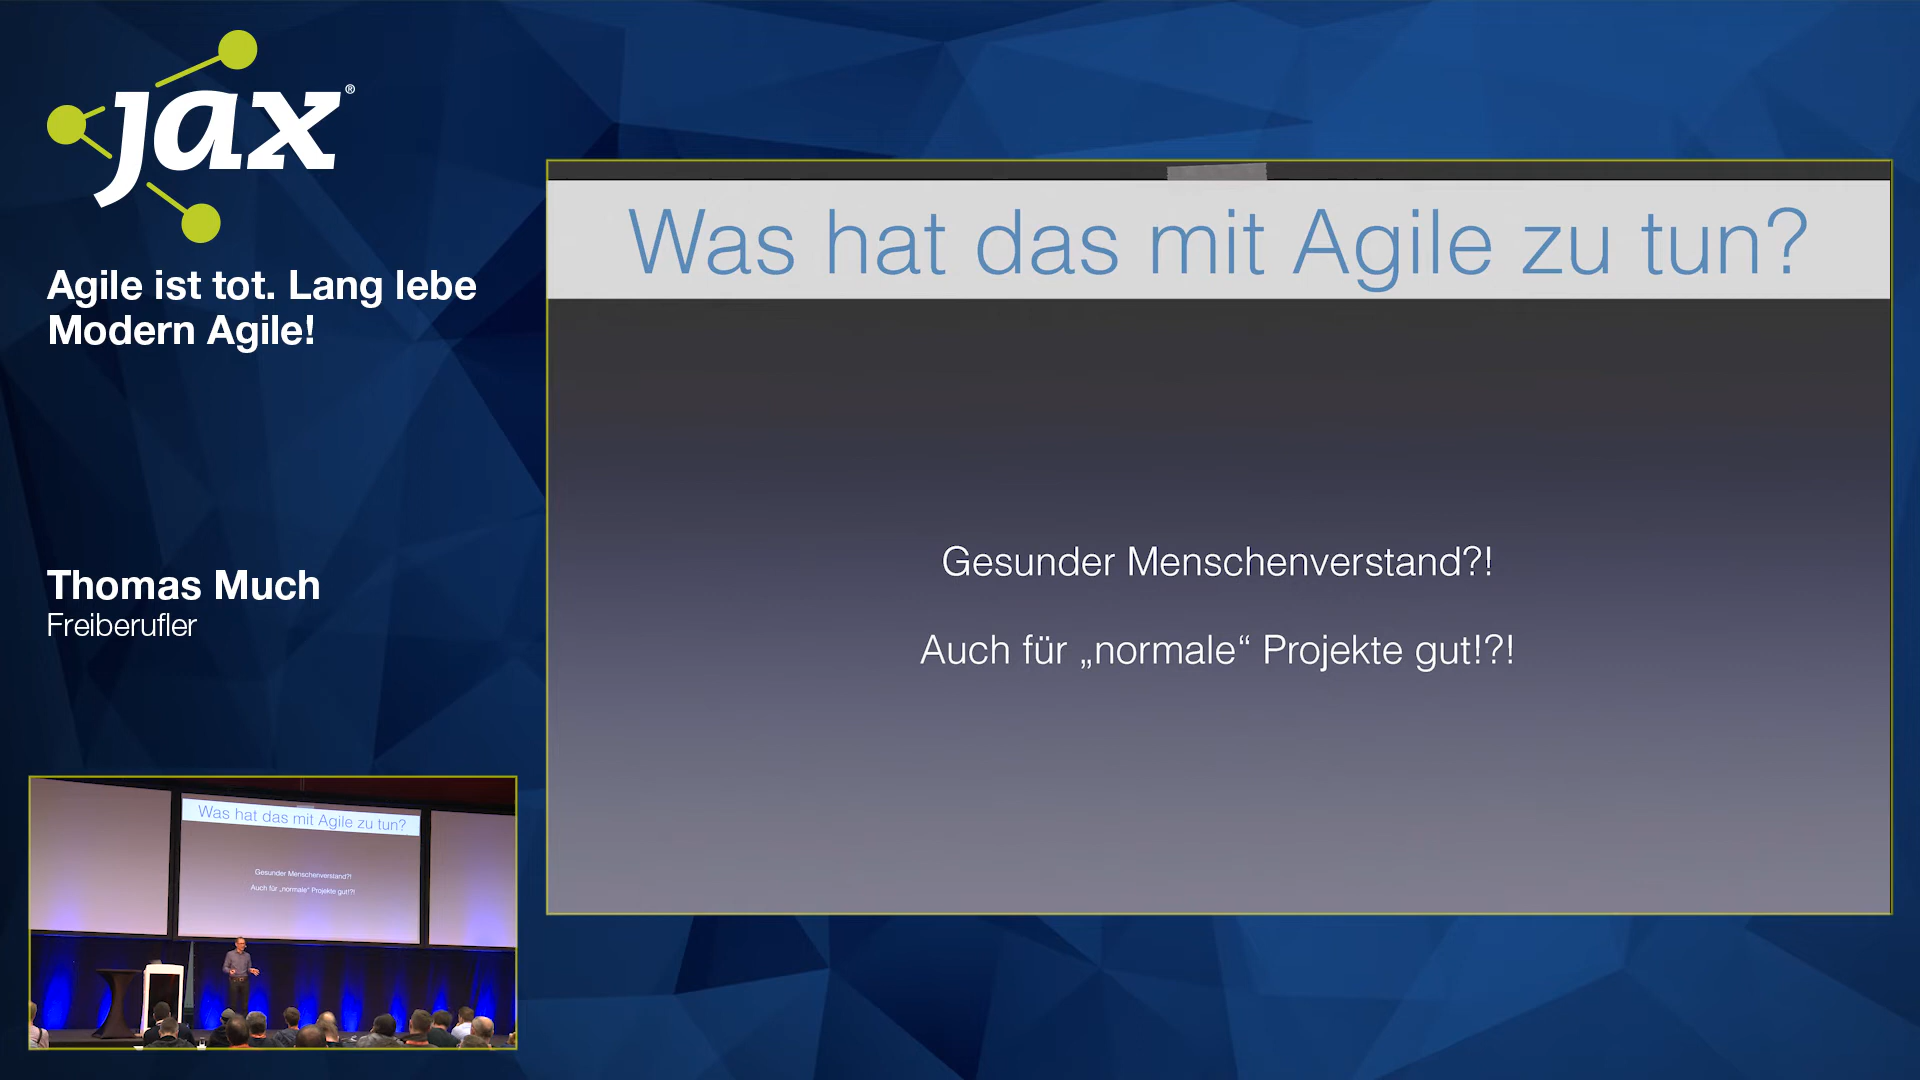 jax®
Agile ist tot. Lang lebe
Modern Agile!
Thomas Much
Freiberufler
Was hat das mit Agile zu tun?
Gesunder Menschenverstand?!
Auch für „normale“ Projekte gut!?!
Was hat das mit Agile zu tun?
Gesunder Menschenverstand?!
Auch für „normale“ Projekte gut!?!